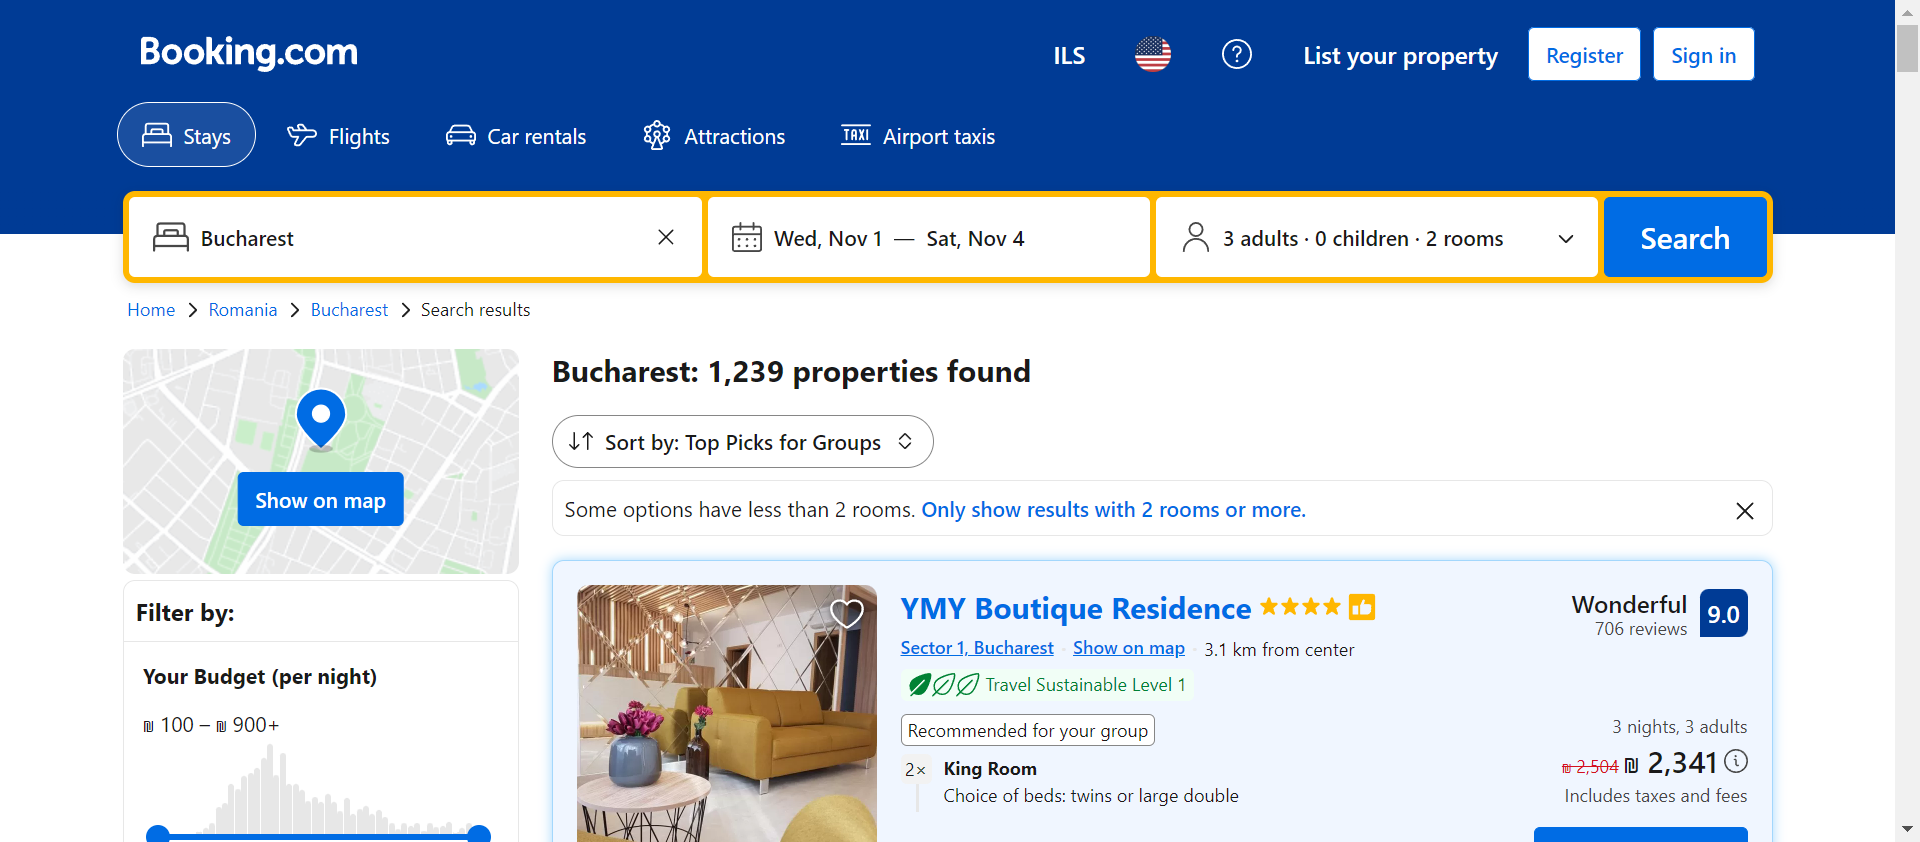 Booking.com
ILS
List your property
Register
Sign in
Stays
Flights
Car rentals
Attractions
TAXI
Airport taxis
Bucharest
Wed, Nov 1 — Sat, Nov 4
3 adults · 0 children · 2 rooms
Search
Home
Romania
Bucharest
Search results
Show on map
Filter by:
Your Budget (per night)
₪ 100 – ₪ 900+
Bucharest: 1,239 properties found
Sort by: Top Picks for Groups
Some options have less than 2 rooms. Only show results with 2 rooms or more.
YMY Boutique Residence
Sector 1, Bucharest · Show on map · 3.1 km from center
Travel Sustainable Level 1
Recommended for your group
2× King Room
Choice of beds: twins or large double
Wonderful
706 reviews
9.0
3 nights, 3 adults
₪ 2,504 ₪ 2,341
Includes taxes and fees